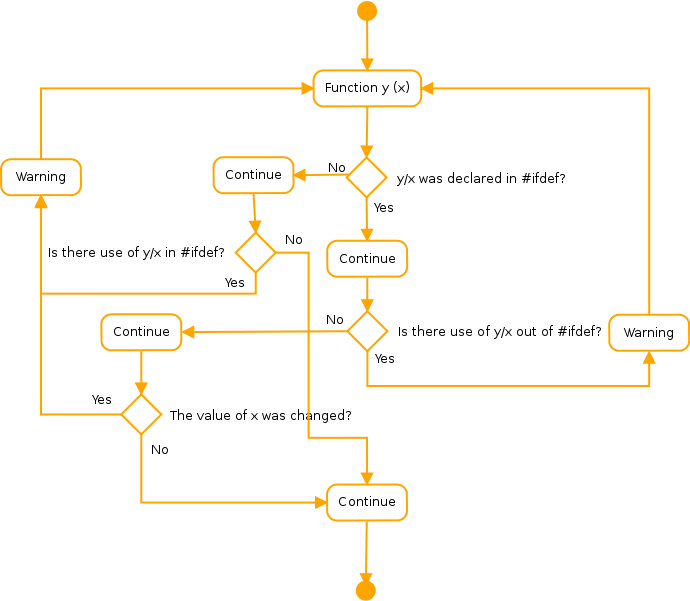 Function y (x)
No
y/x was declared in #ifdef?
Warning
Continue
Yes
No
Is there use of y/x in #ifdef?
Continue
Yes
No
Continue
Is there use of y/x out of #ifdef?
Warning
Yes
Yes
The value of x was changed?
No
Continue